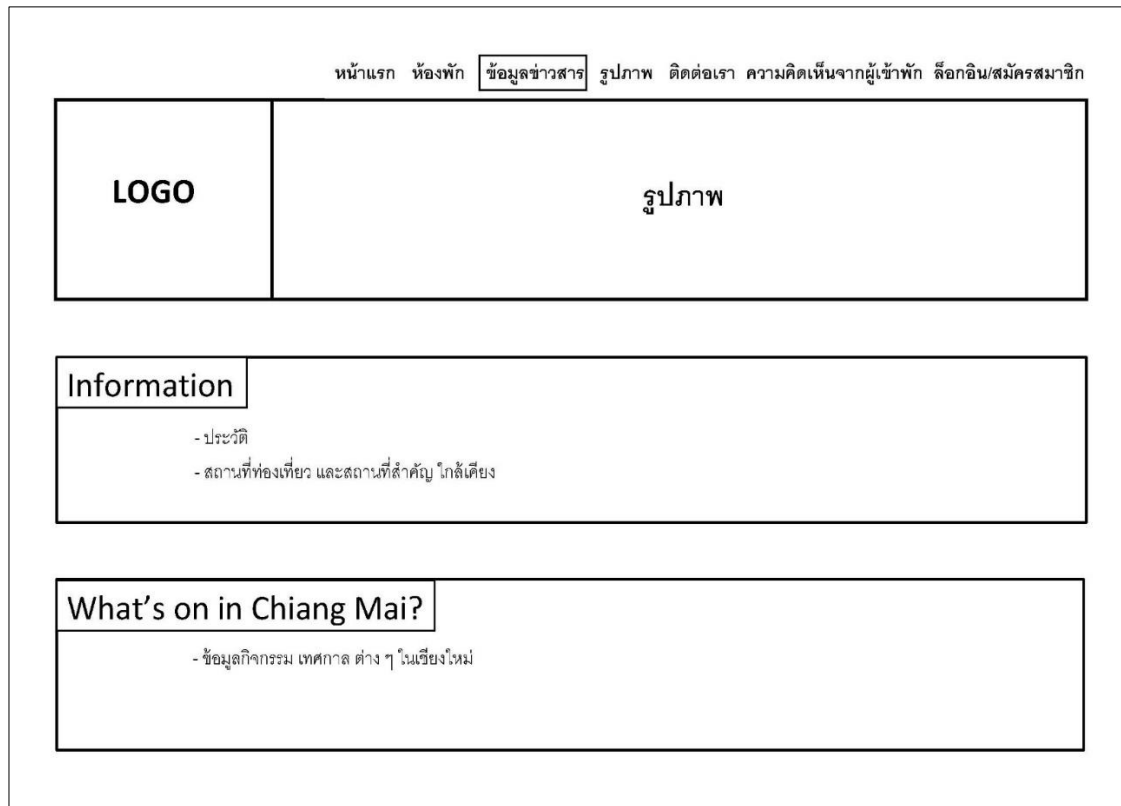 หน้าแรก ห้องพัก ข้อมูลข่าวสาร รูปภาพ ติดต่อเรา ความคิดเห็นจากผู้เข้าพัก ล็อกอิน/สมัครสมาชิก
LOGO
รูปภาพ
Information
- ประวัติ
- สถานที่ท่องเที่ยว และสถานที่สำคัญ ใกล้เคียง
What's on in Chiang Mai?
- ข้อมูลกิจกรรม เทศกาล ต่าง ๆ ในเชียงใหม่